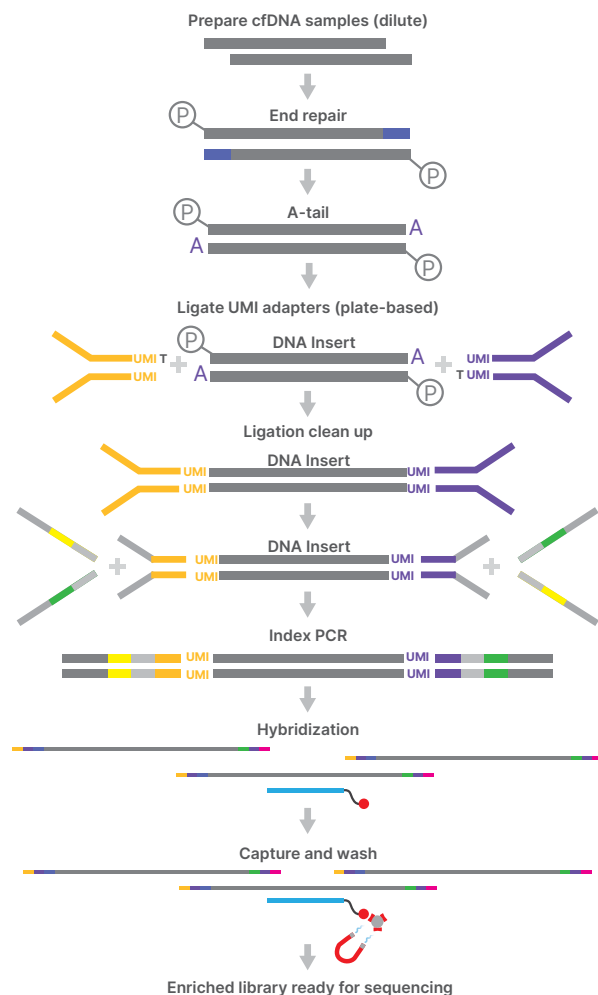 Prepare cfDNA samples (dilute)
End repair
P
P
A-tail
P
A
A
P
Ligate UMI adapters (plate-based)
P
DNA Insert
UMI T
A
UMI
UMI
A
T UMI
P
Ligation clean up
DNA Insert
UMI
UMI
UMI
UMI
DNA Insert
UMI
UMI
UMI
UMI
Index PCR
UMI
UMI
UMI
UMI
Hybridization
Capture and wash
Enriched library ready for sequencing